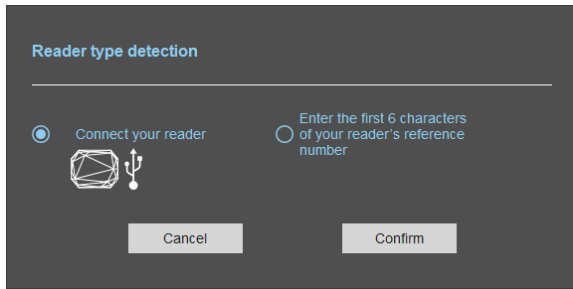 Reader type detection
Connect your reader
Enter the first 6 characters
of your reader's reference
number
Cancel
Confirm